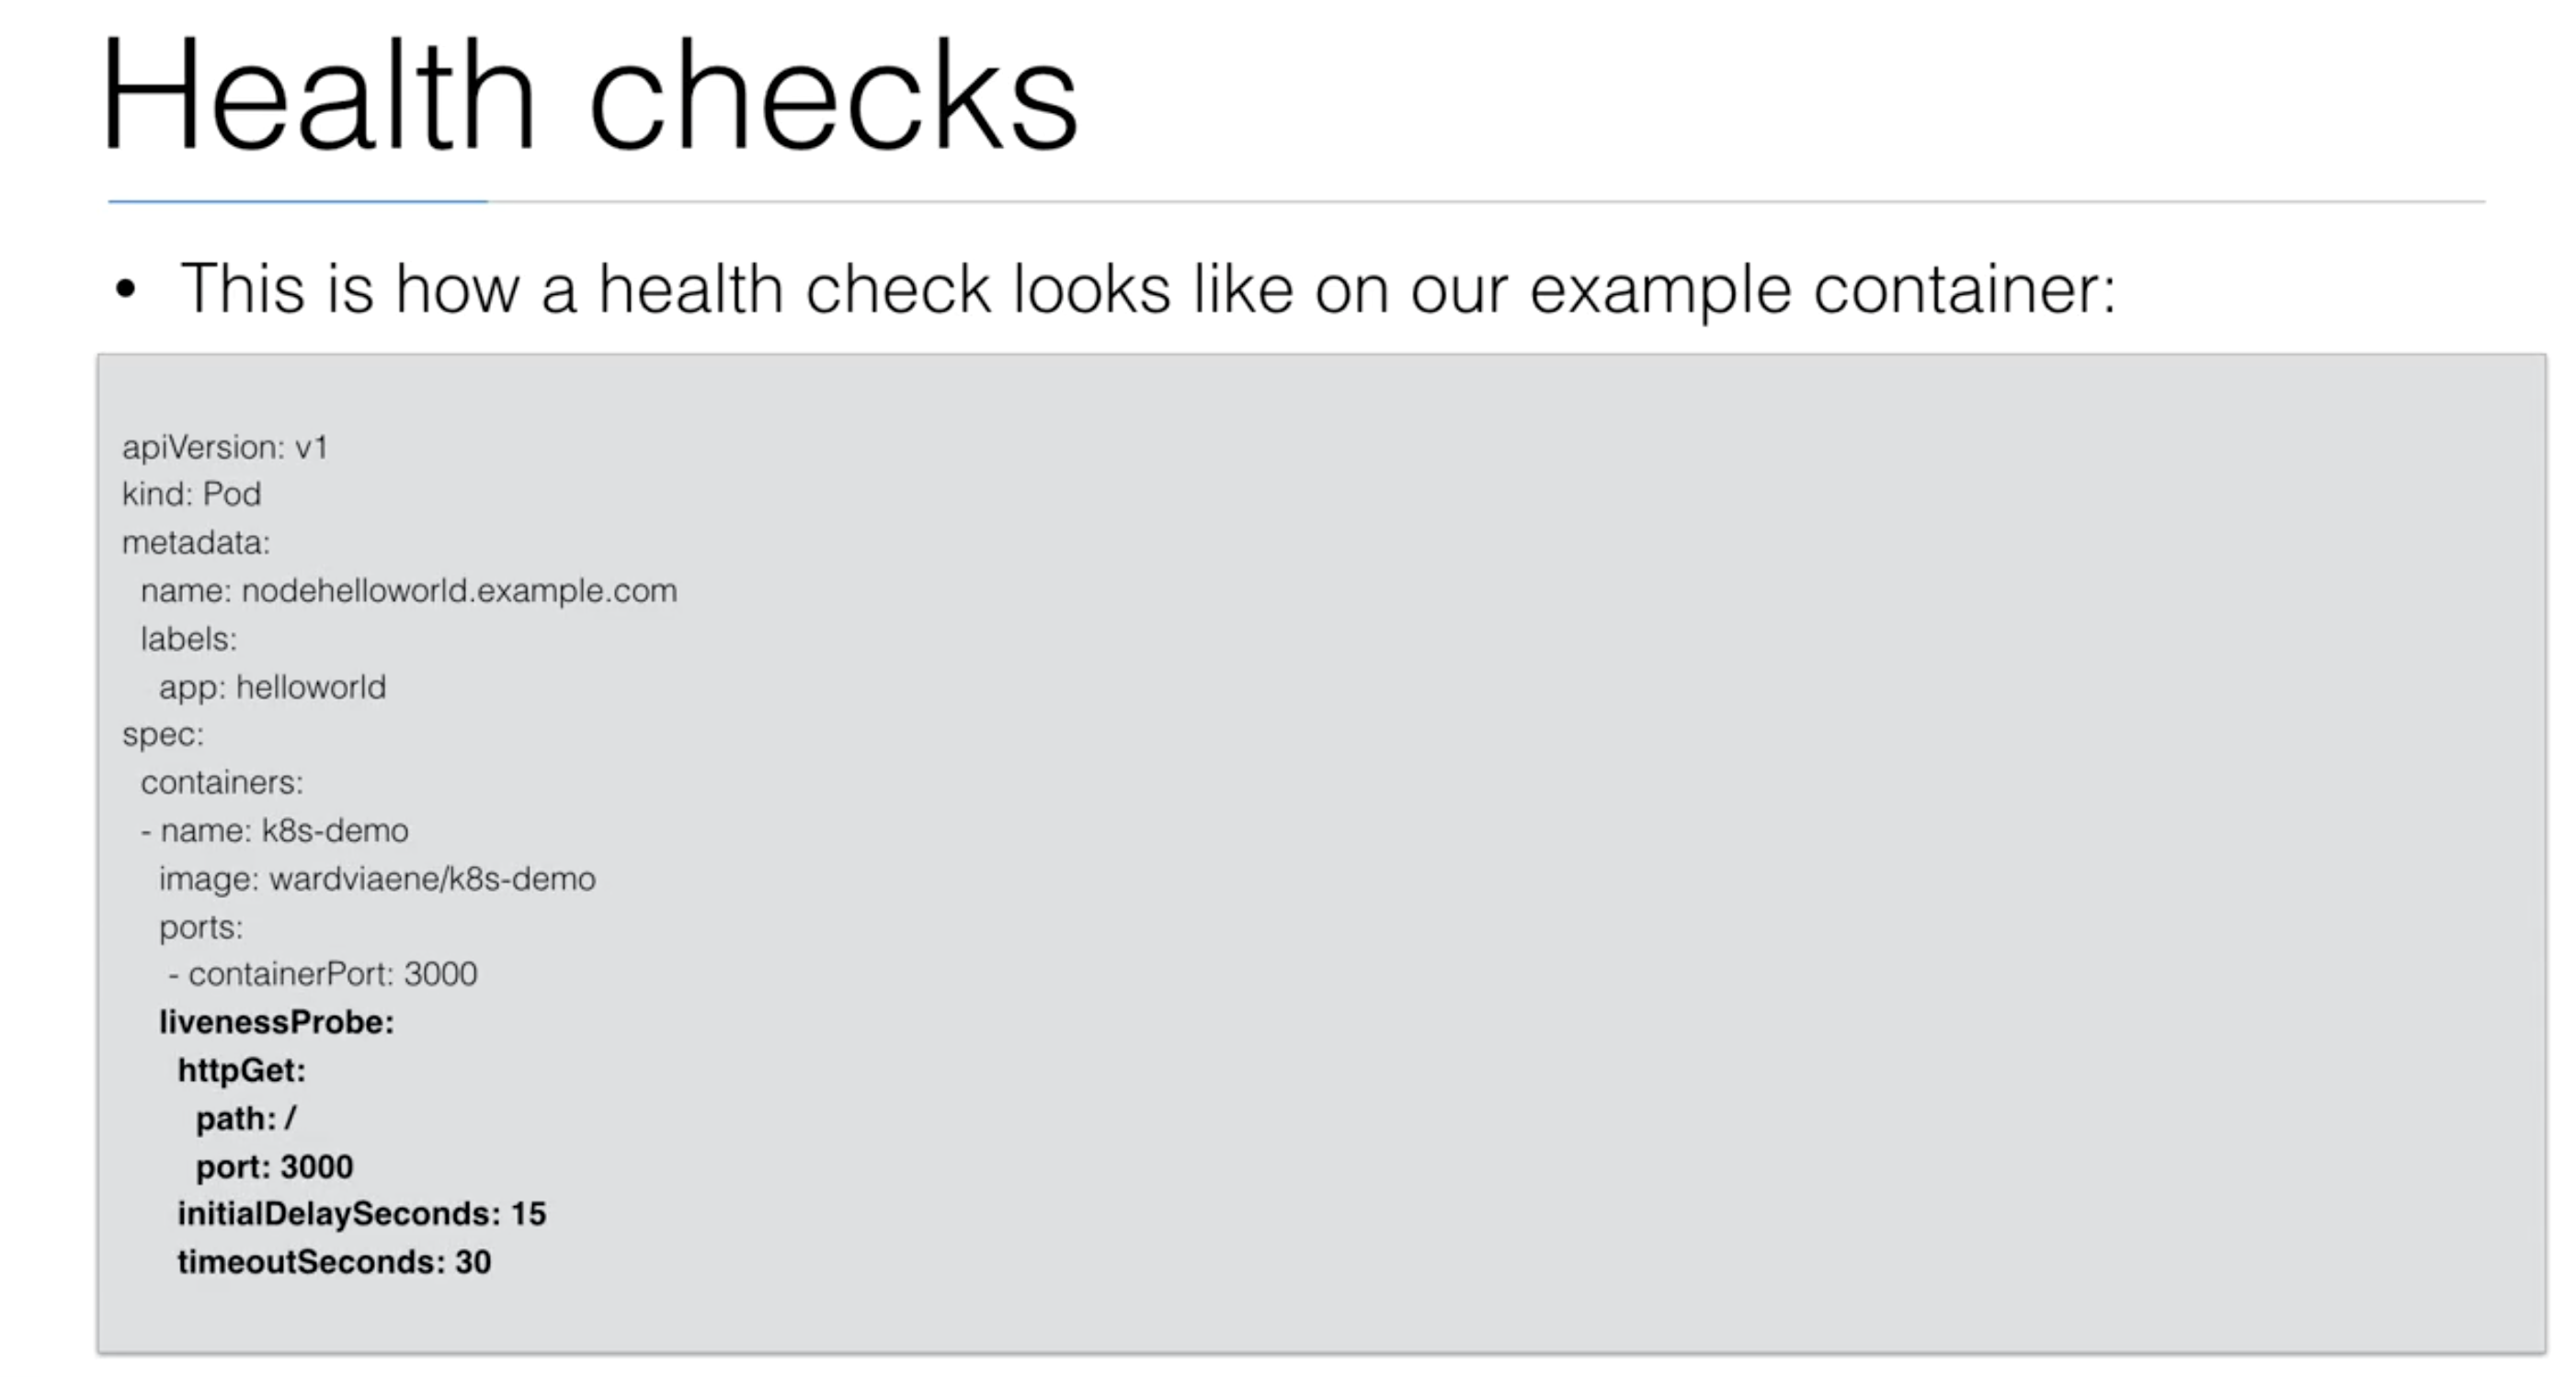 Health checks
• This is how a health check looks like on our example container:
apiVersion: v1
kind: Pod
metadata:
  name: nodehelloworld.example.com
  labels:
    app: helloworld
spec:
  containers:
  - name: k8s-demo
    image: wardviaene/k8s-demo
    ports:
     - containerPort: 3000
    livenessProbe:
      httpGet:
        path: /
        port: 3000
      initialDelaySeconds: 15
      timeoutSeconds: 30